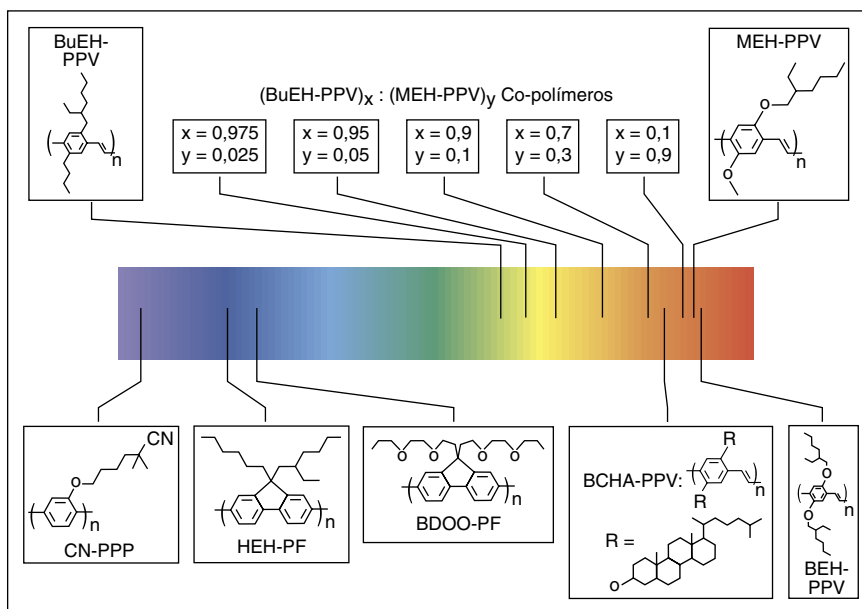 BuEH-
PPV
n
(BuEH-PPV)x : (MEH-PPV)y Co-polímeros
x = 0,975
y = 0,025
x = 0,95
y = 0,05
x = 0,9
y = 0,1
x = 0,7
y = 0,3
x = 0,1
y = 0,9
MEH-PPV
O
n
O
CN
O
n
CN-PPP
n
HEH-PF
O O O O
n
BDOO-PF
BCHA-PPV:
R
n
R
R =
O
O
n
O
BEH-
PPV